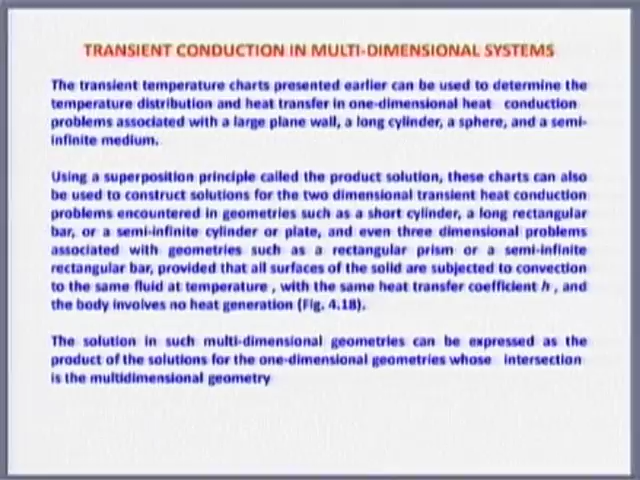 TRANSIENT CONDUCTION IN MULTI-DIMENSIONAL SYSTEMS
The transient temperature charts presented earlier can be used to determine the
temperature distribution and heat transfer in one-dimensional heat conduction
problems associated with a large plane wall, a long cylinder, a sphere, and a semi-
infinite medium.
Using a superposition principle called the product solution, these charts can also
be used to construct solutions for the two dimensional transient heat conduction
problems encountered in geometries such as a short cylinder, a long rectangular
bar, or a semi-infinite cylinder or plate, and even three dimensional problems
associated with geometries such as a rectangular prism or a semi-infinite
rectangular bar, provided that all surfaces of the solid are subjected to convection
to the same fluid at temperature , with the same heat transfer coefficient h , and
the body involves no heat generation (Fig. 4.18).
The solution in such multi-dimensional geometries can be expressed as the
product of the solutions for the one-dimensional geometries whose intersection
is the multidimensional geometry